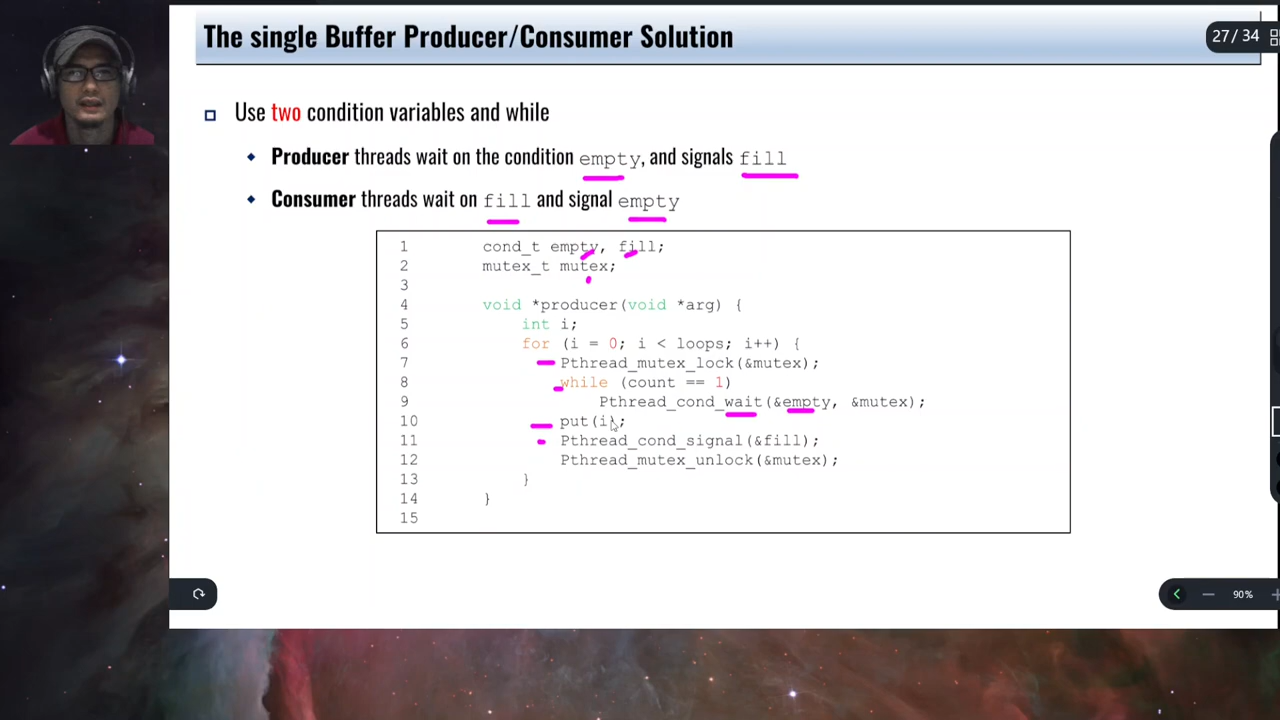 The single Buffer Producer/Consumer Solution
27 / 34
Use two condition variables and while
Producer threads wait on the condition empty, and signals fill
Consumer threads wait on fill and signal empty
1 cond_t empty, fill;
2 mutex_t mutex;
3
4 void *producer(void *arg) {
5 int i;
6 for (i = 0; i < loops; i++) {
7 Pthread_mutex_lock(&mutex);
8 while (count == 1)
9 Pthread_cond_wait(&empty, &mutex);
10 put(i);
11 Pthread_cond_signal(&fill);
12 Pthread_mutex_unlock(&mutex);
13 }
14 }
15
90%